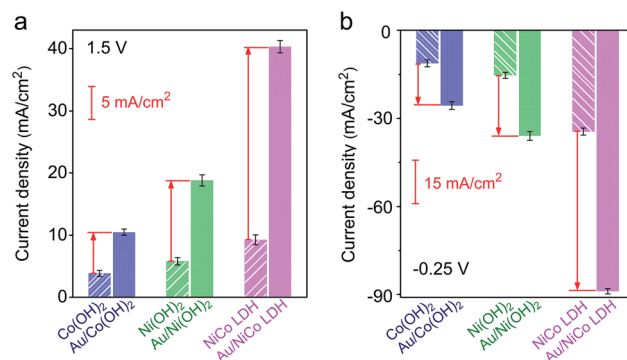 a
1.5 V
5 mA/cm²
Current density (mA/cm²)
40
30
20
10
0
Co(OH)₂
Au/Co(OH)₂
Ni(OH)₂
Au/Ni(OH)₂
NiCo LDH
Au/NiCo LDH
b
0
-30
-60
-90
Current density (mA/cm²)
15 mA/cm²
-0.25 V
Co(OH)₂
Au/Co(OH)₂
Ni(OH)₂
Au/Ni(OH)₂
NiCo LDH
Au/NiCo LDH